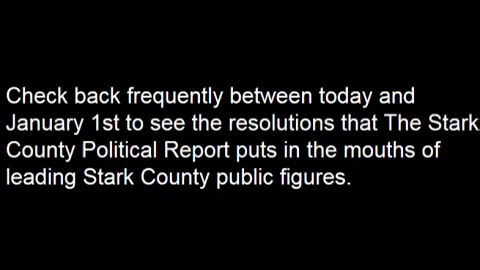 Check back frequently between today and
January 1st to see the resolutions that The Stark
County Political Report puts in the mouths of
leading Stark County public figures.